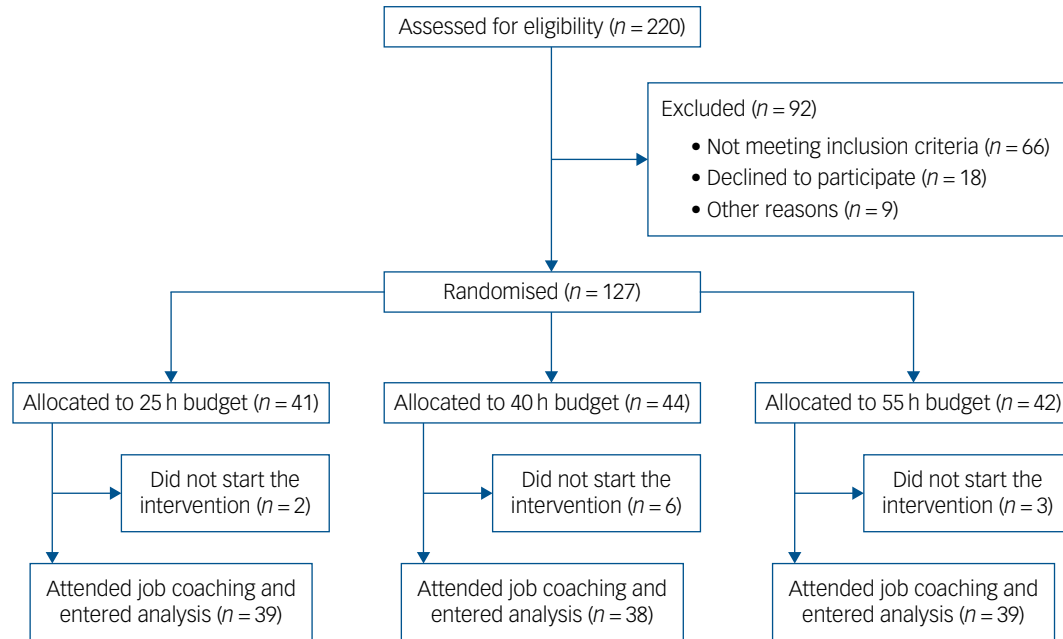 Assessed for eligibility (n = 220)
Excluded (n = 92)
• Not meeting inclusion criteria (n = 66)
• Declined to participate (n = 18)
• Other reasons (n = 9)
Randomised (n = 127)
Allocated to 25 h budget (n = 41)
Allocated to 40 h budget (n = 44)
Allocated to 55 h budget (n = 42)
Did not start the
intervention (n = 2)
Did not start the
intervention (n = 6)
Did not start the
intervention (n = 3)
Attended job coaching and
entered analysis (n = 39)
Attended job coaching and
entered analysis (n = 38)
Attended job coaching and
entered analysis (n = 39)